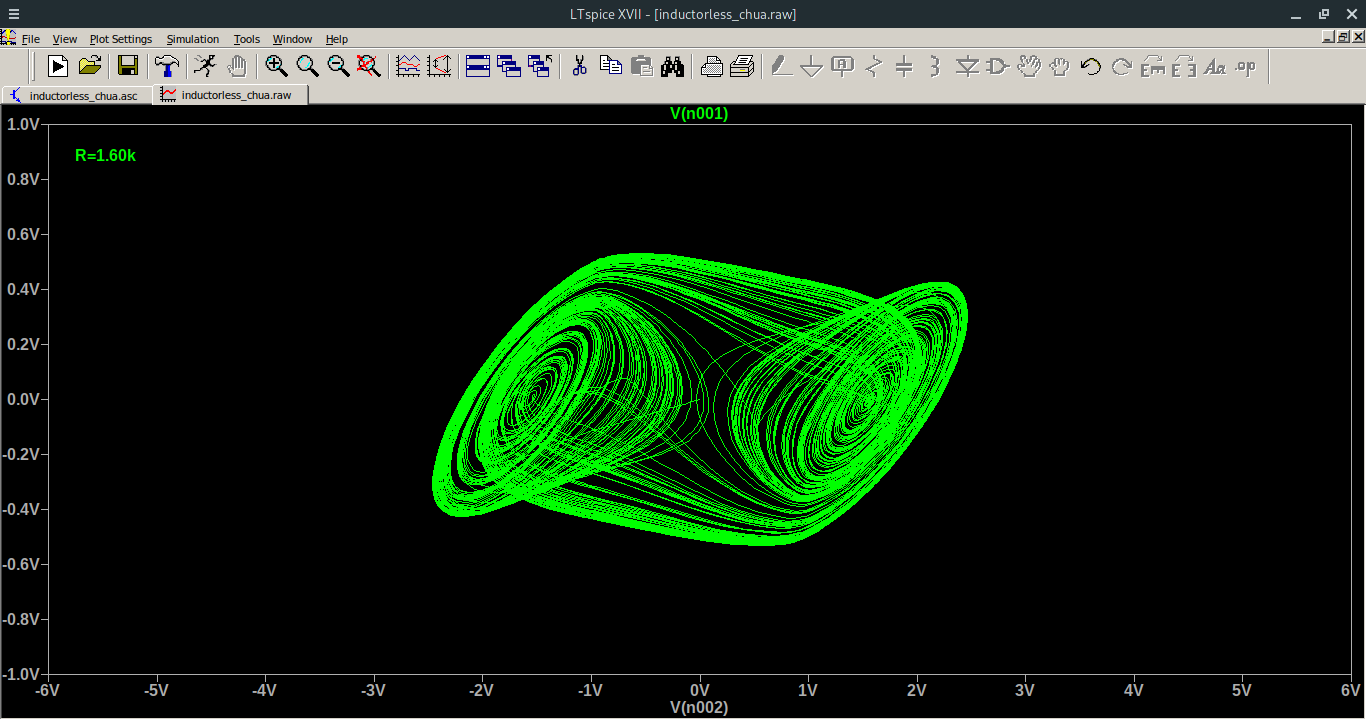 LTspice XVII - [inductorless_chua.raw]
File View Plot Settings Simulation Tools Window Help
A Aa .op
inductorless_chua.asc inductorless_chua.raw
V(n001)
1.0V
R=1.60k
0.8V
0.6V
0.4V
0.2V
0.0V
-0.2V
-0.4V
-0.6V
-0.8V
-1.0V
-6V -5V -4V -3V -2V -1V 0V 1V 2V 3V 4V 5V 6V
V(n002)